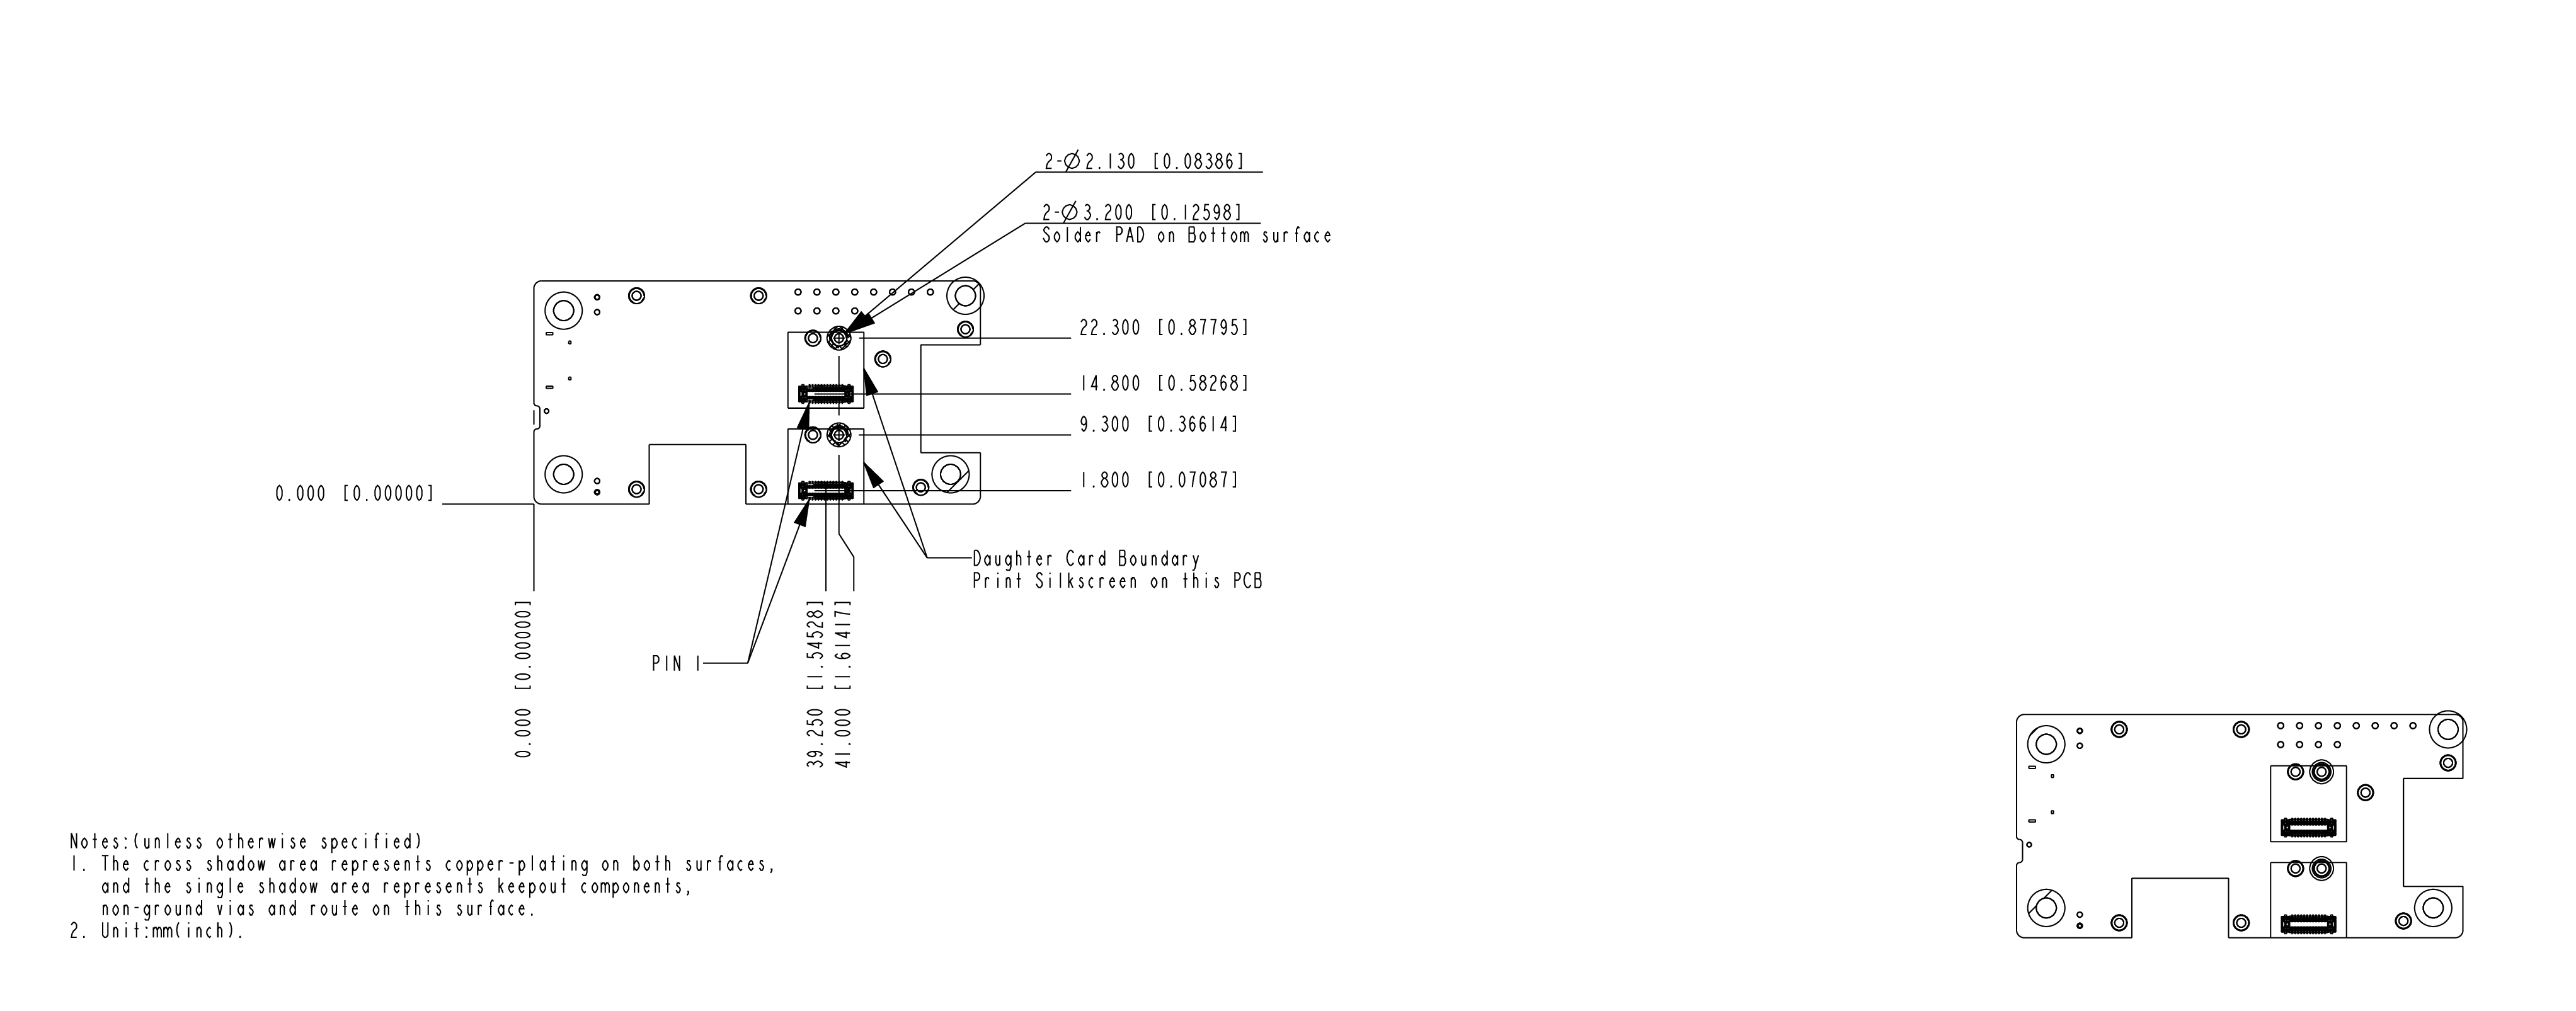 2-⌀2.130 [0.08386]
2-⌀3.200 [0.12598]
Solder PAD on Bottom surface
22.300 [0.87795]
14.800 [0.58268]
9.300 [0.36614]
1.800 [0.07087]
0.000 [0.00000]
Daughter Card Boundary
Print Silkscreen on this PCB
0.000 [0.00000]
39.250 [1.54528]
41.000 [1.61417]
PIN 1
Notes:(unless otherwise specified)
1. The cross shadow area represents copper-plating on both surfaces,
and the single shadow area represents keepout components,
non-ground vias and route on this surface.
2. Unit:mm(inch).